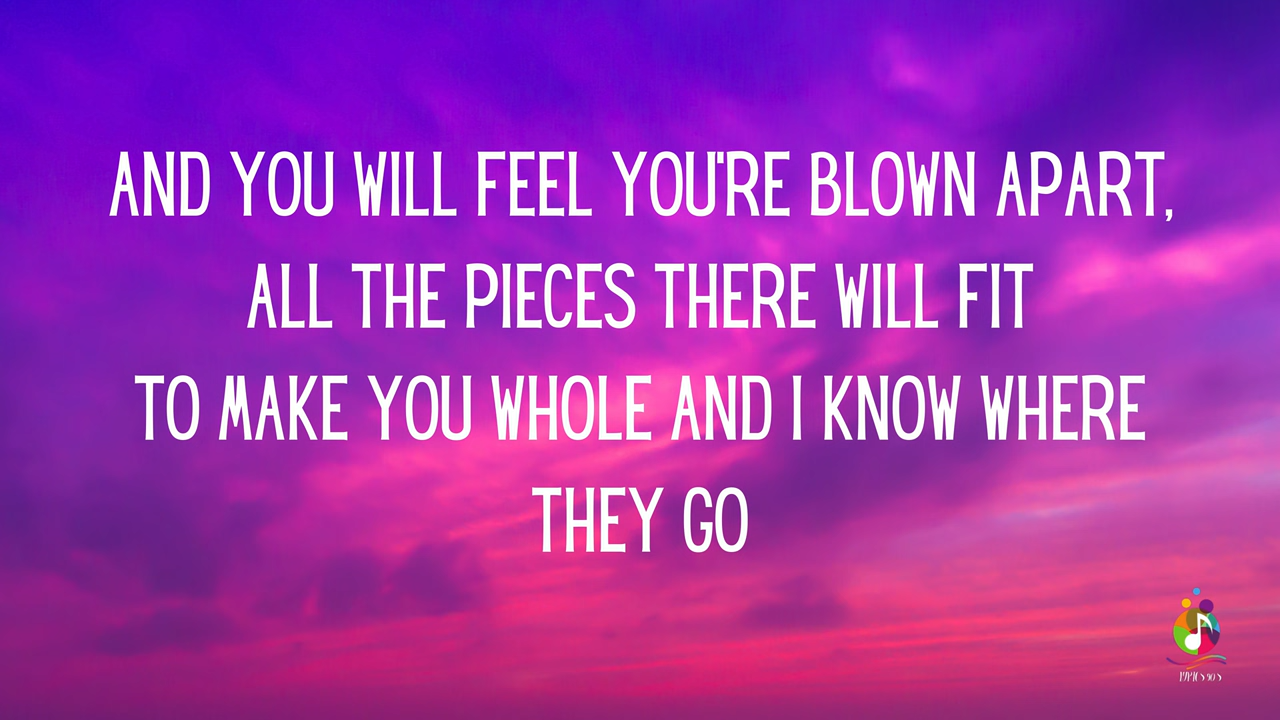 AND YOU WILL FEEL YOU'RE BLOWN APART,
ALL THE PIECES THERE WILL FIT
TO MAKE YOU WHOLE AND I KNOW WHERE
THEY GO